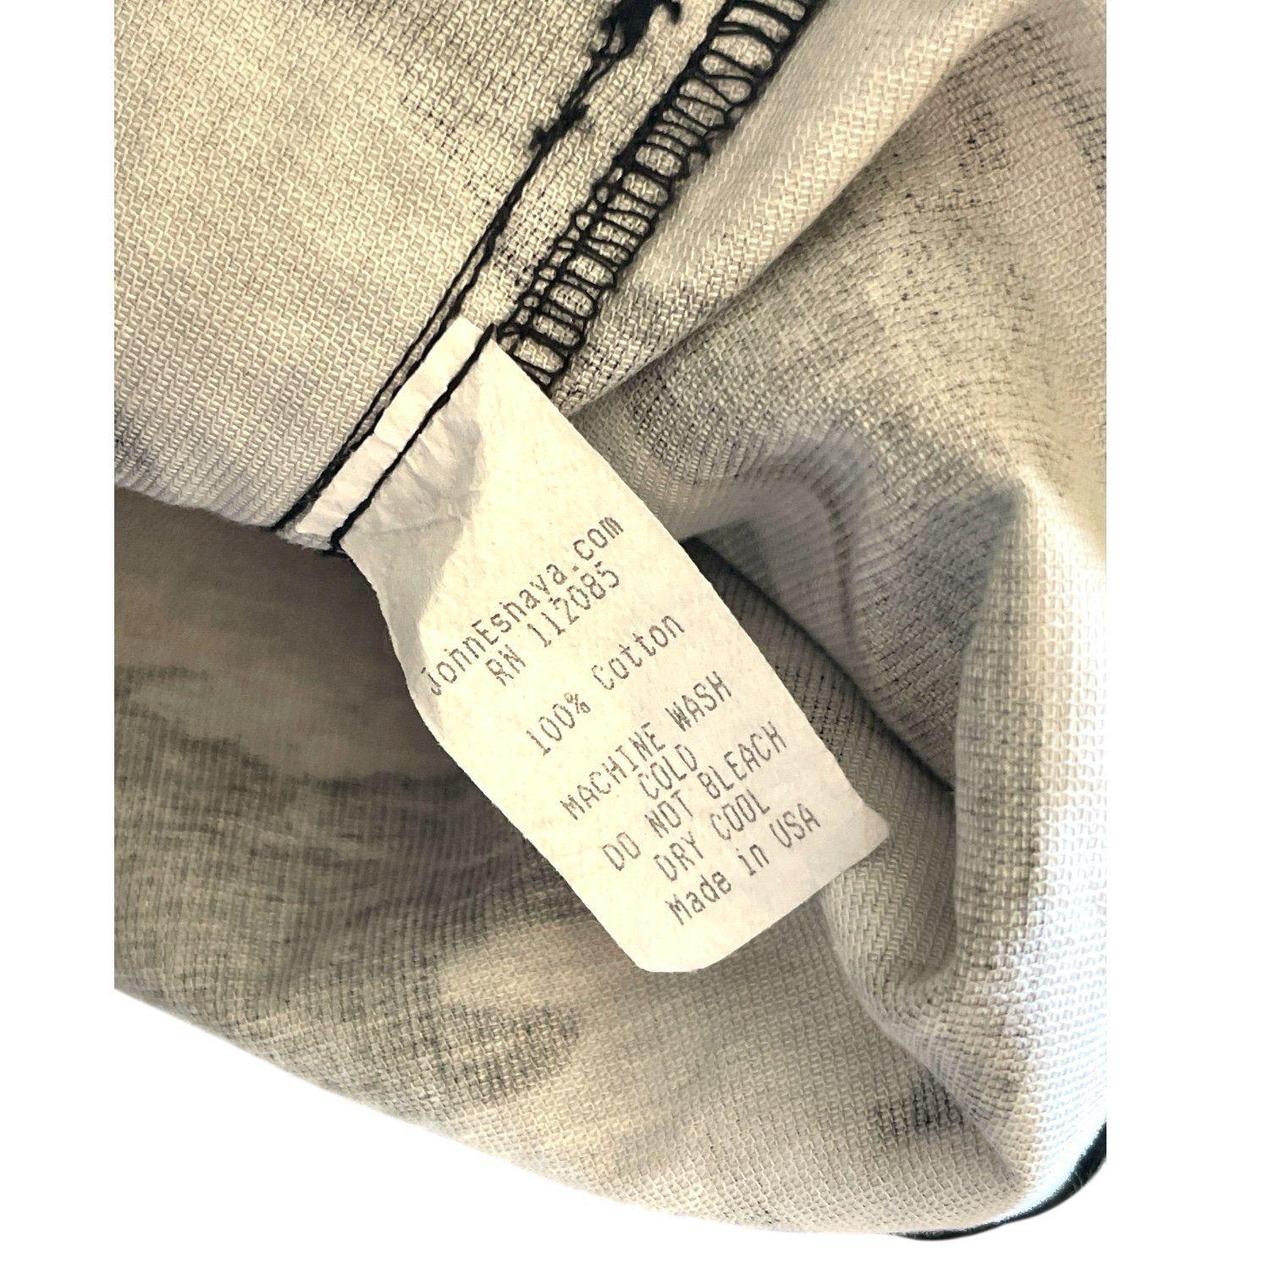 JohnEshaya.com
RN 112085
100% Cotton
MACHINE WASH
COLD
DO NOT BLEACH
DRY COOL
Made in USA